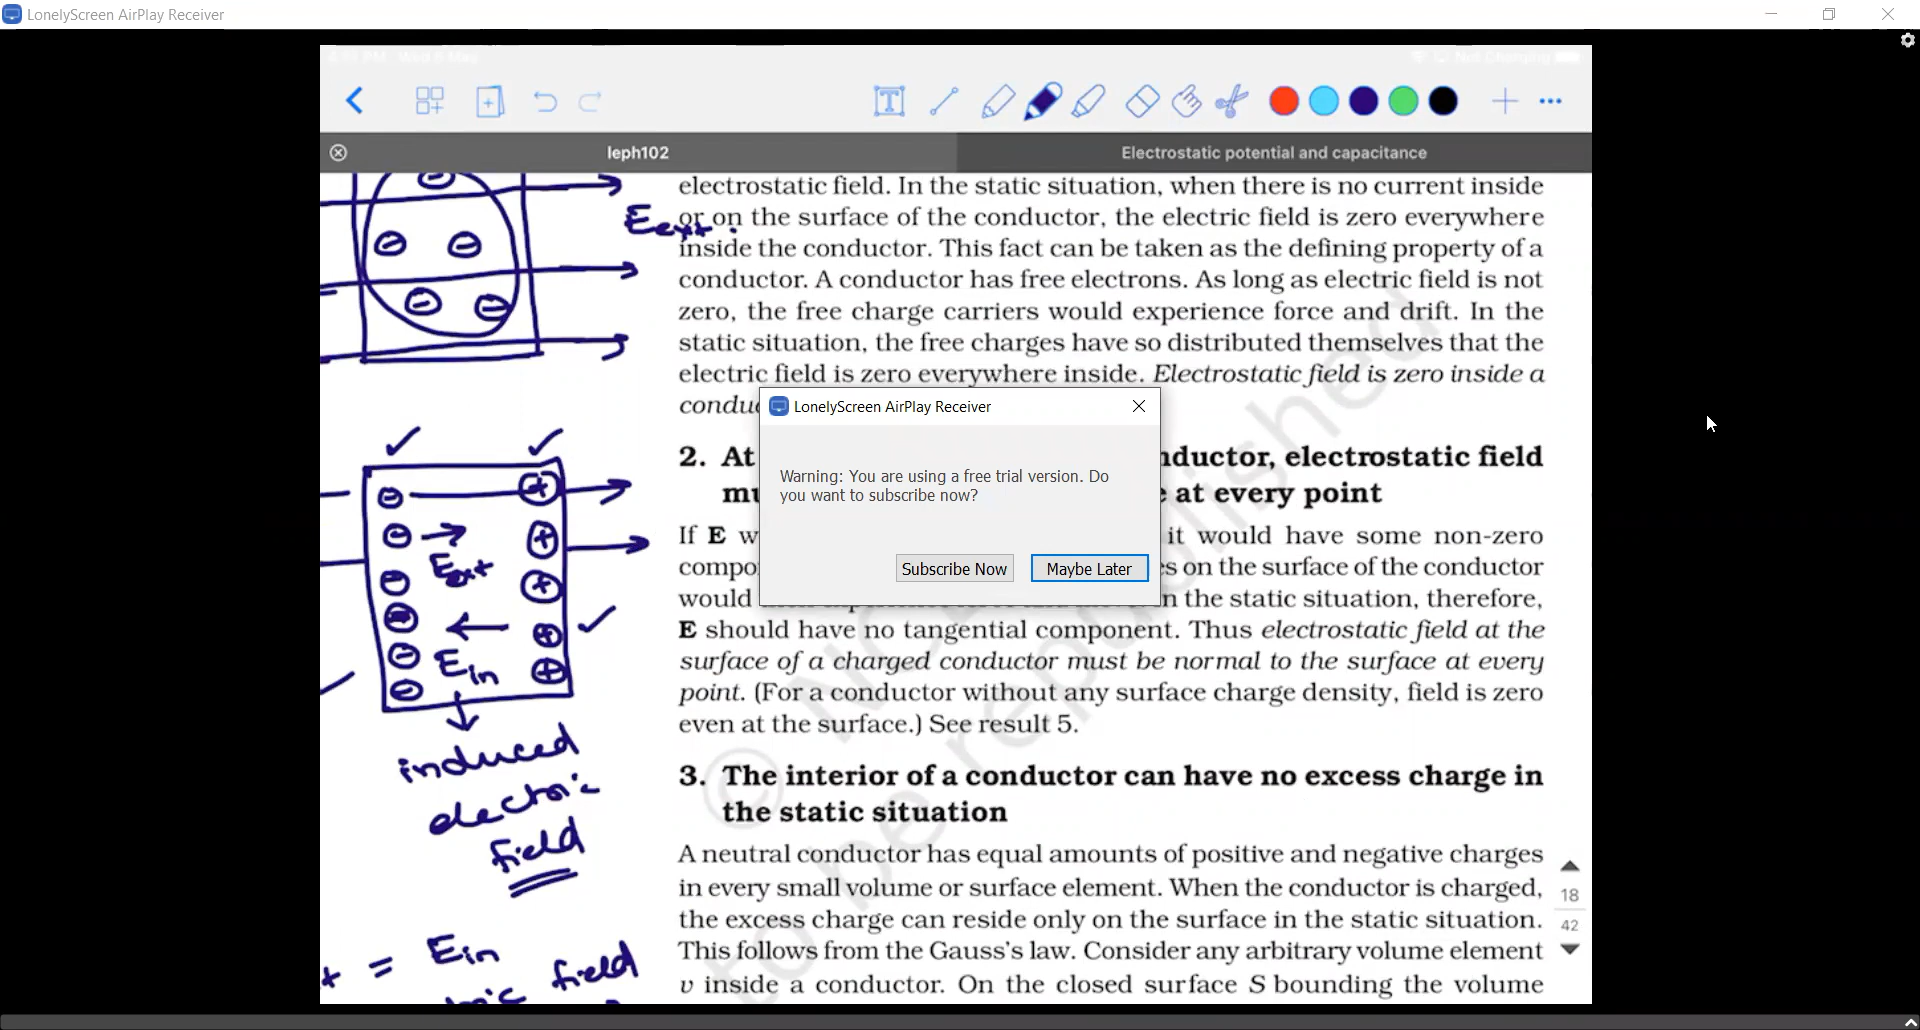 LonelyScreen AirPlay Receiver
T
leph102
Electrostatic potential and capacitance
Eext.
electrostatic field. In the static situation, when there is no current inside
or on the surface of the conductor, the electric field is zero everywhere
inside the conductor. This fact can be taken as the defining property of a
conductor. A conductor has free electrons. As long as electric field is not
zero, the free charge carriers would experience force and drift. In the
static situation, the free charges have so distributed themselves that the
electric field is zero everywhere inside. Electrostatic field is zero inside a
LonelyScreen AirPlay Receiver
Warning: You are using a free trial version. Do
you want to subscribe now?
Subscribe Now
Maybe Later
2. At nductor, electrostatic field
at every point
If E it would have some non-zero
on the surface of the conductor
would n the static situation, therefore,
E should have no tangential component. Thus electrostatic field at the
surface of a charged conductor must be normal to the surface at every
point. (For a conductor without any surface charge density, field is zero
even at the surface.) See result 5.
3. The interior of a conductor can have no excess charge in
the static situation
A neutral conductor has equal amounts of positive and negative charges
in every small volume or surface element. When the conductor is charged,
the excess charge can reside only on the surface in the static situation.
This follows from the Gauss's law. Consider any arbitrary volume element
v inside a conductor. On the closed surface S bounding the volume
Eext
Ein
induced
electric
field
= Ein
field
18
42